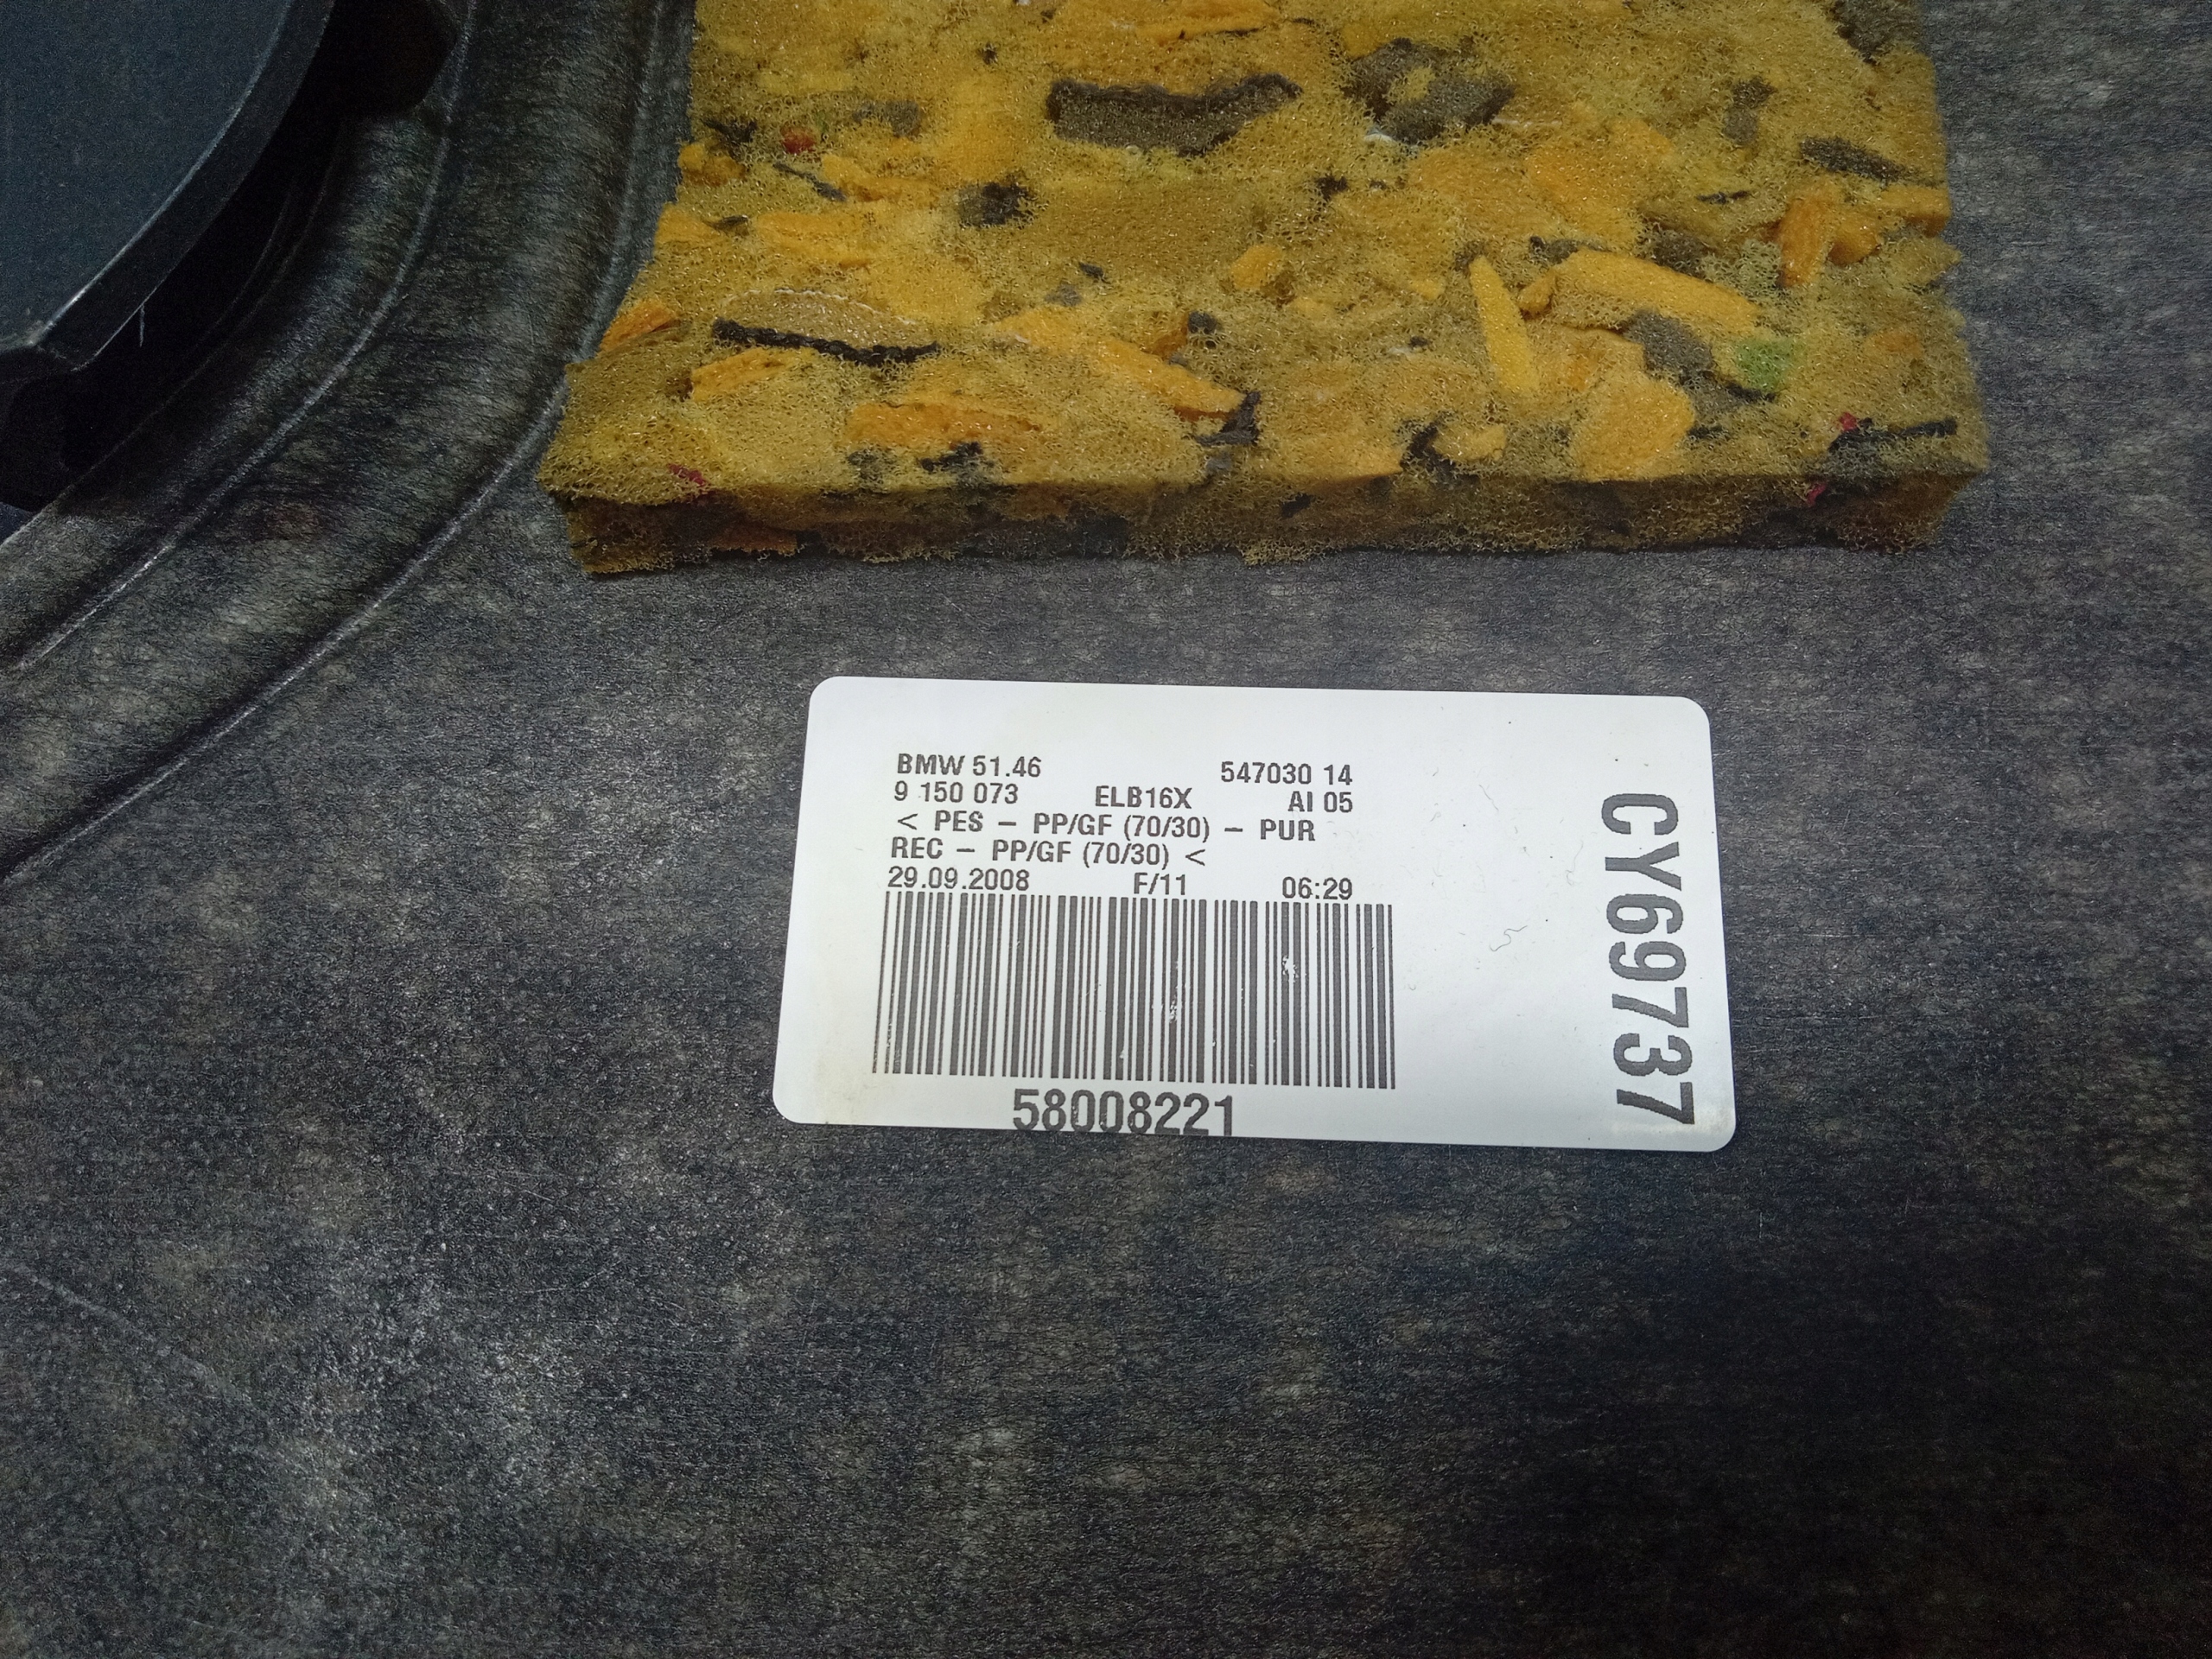 BMW 51.46 547030 14
9 150 073 ELB16X AI 05
< PES – PP/GF (70/30) – PUR
REC – PP/GF (70/30) <
29.09.2008 F/11 06:29
58008221
CY69737